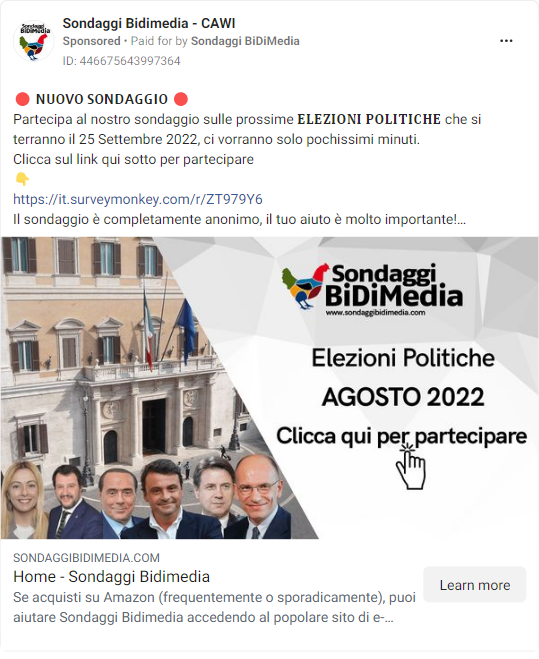 Sondaggi Bidimedia - CAWI
Sponsored • Paid for by Sondaggi BiDiMedia
ID: 446675643997364
🔴 NUOVO SONDAGGIO 🔴
Partecipa al nostro sondaggio sulle prossime ELEZIONI POLITICHE che si
terranno il 25 Settembre 2022, ci vorranno solo pochissimi minuti.
Clicca sul link qui sotto per partecipare
👇
https://it.surveymonkey.com/r/ZT979Y6
Il sondaggio è completamente anonimo, il tuo aiuto è molto importante!...
Sondaggi
BiDiMedia
www.sondaggibidimedia.com
Elezioni Politiche
AGOSTO 2022
Clicca qui per partecipare
SONDAGGIBIDIMEDIA.COM
Home - Sondaggi Bidimedia
Se acquisti su Amazon (frequentemente o sporadicamente), puoi
aiutare Sondaggi Bidimedia accedendo al popolare sito di e-...
Learn more